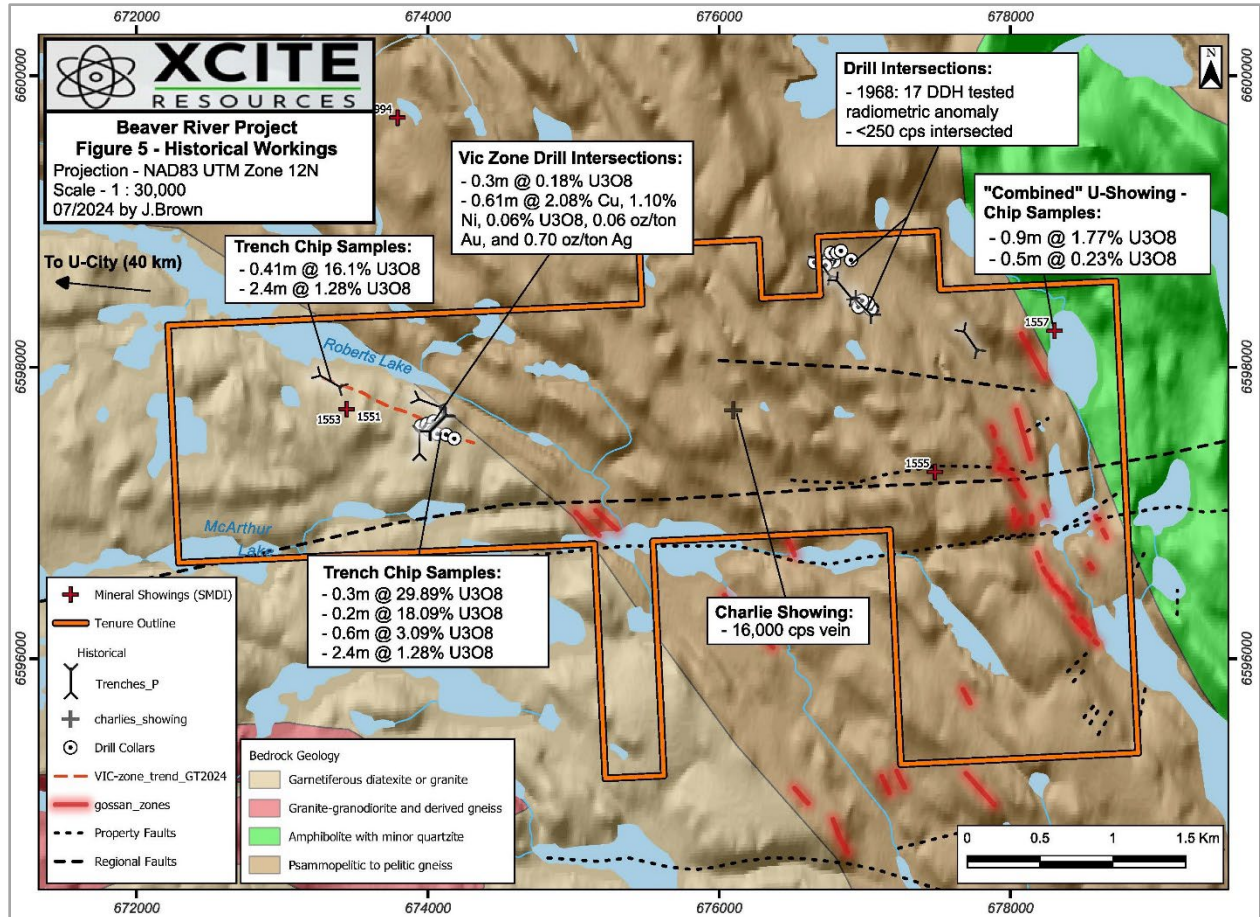 672000
674000
676000
678000
6600000
6598000
6596000
6600000
6598000
6596000
XCITE
RESOURCES
Beaver River Project
Figure 5 - Historical Workings
Projection - NAD83 UTM Zone 12N
Scale - 1 : 30,000
07/2024 by J.Brown
994
N
Drill Intersections:
- 1968: 17 DDH tested
radiometric anomaly
- <250 cps intersected
Vic Zone Drill Intersections:
- 0.3m @ 0.18% U3O8
- 0.61m @ 2.08% Cu, 1.10%
Ni, 0.06% U3O8, 0.06 oz/ton
Au, and 0.70 oz/ton Ag
"Combined" U-Showing -
Chip Samples:
- 0.9m @ 1.77% U3O8
- 0.5m @ 0.23% U3O8
Trench Chip Samples:
- 0.41m @ 16.1% U3O8
- 2.4m @ 1.28% U3O8
To U-City (40 km)
Roberts Lake
1557
1553
1551
1555
McArthur
Lake
Trench Chip Samples:
- 0.3m @ 29.89% U3O8
- 0.2m @ 18.09% U3O8
- 0.6m @ 3.09% U3O8
- 2.4m @ 1.28% U3O8
Charlie Showing:
- 16,000 cps vein
Mineral Showings (SMDI)
Tenure Outline
Historical
Trenches_P
charlies_showing
Drill Collars
VIC-zone_trend_GT2024
gossan_zones
Property Faults
Regional Faults
Bedrock Geology
Garnetiferous diatexite or granite
Granite-granodiorite and derived gneiss
Amphibolite with minor quartzite
Psammopelitic to pelitic gneiss
0 0.5 1 1.5 Km
672000
674000
676000
678000